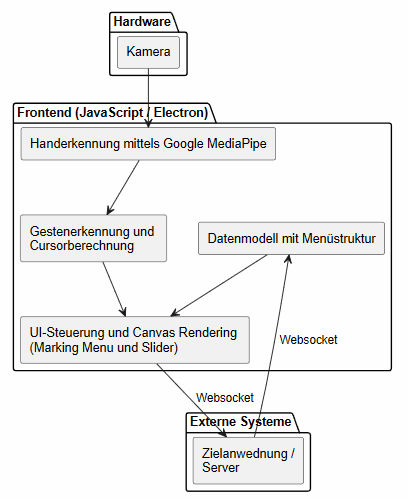 Hardware
Kamera
Frontend (JavaScript / Electron)
Handerkennung mittels Google MediaPipe
Gestenerkennung und
Cursorberechnung
Datenmodell mit Menüstruktur
UI-Steuerung und Canvas Rendering
(Marking Menu und Slider)
Websocket
Websocket
Externe Systeme
Zielanwednung /
Server